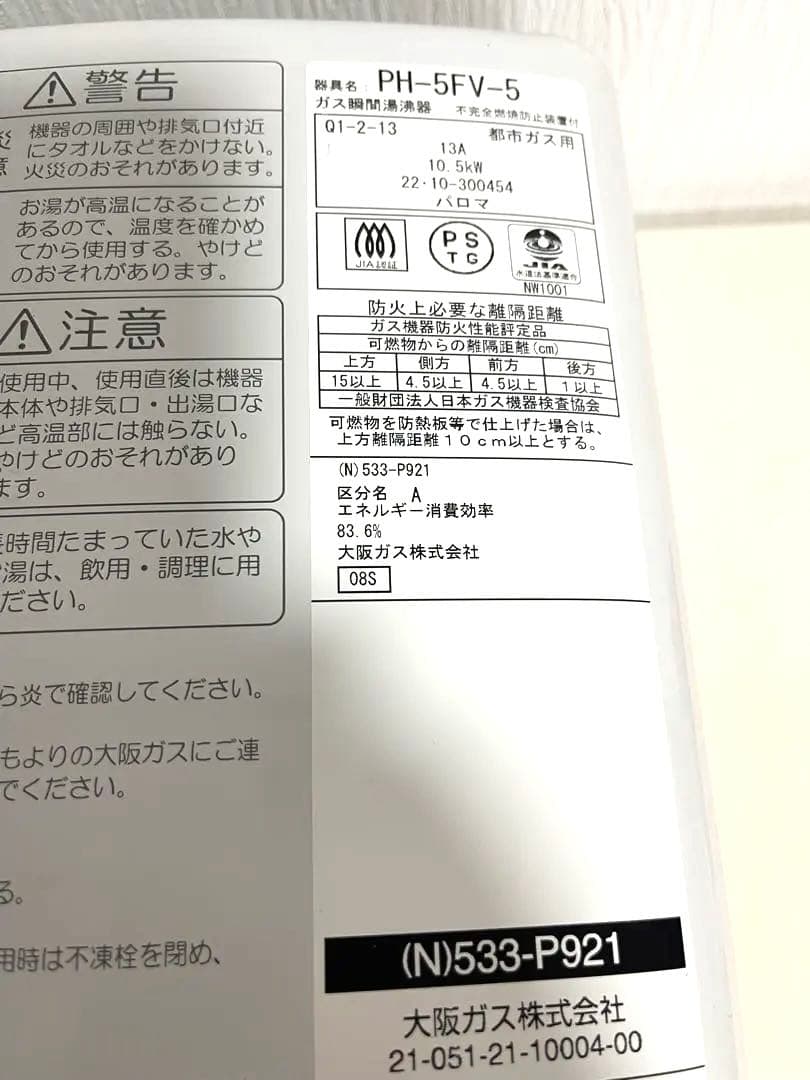 警告
災 機器の周囲や排気口付近
意 にタオルなどをかけない。
火災のおそれがあります。
お湯が高温になることが
あるので、温度を確かめ
てから使用する。やけど
のおそれがあります。
注意
使用中、使用直後は機器
本体や排気口・出湯口な
ど高温部には触らない。
やけどのおそれがあり
ます。
長時間たまっていた水や
湯は、飲用・調理に用
ださい。
ら炎で確認してください。
もよりの大阪ガスにご連
でください。
る。
用時は不凍栓を閉め、
器具名: PH-5FV-5
ガス瞬間湯沸器 不完全燃焼防止装置付
Q1-2-13 都市ガス用
13A
10.5kW
22・10-300454
パロマ
JIA 認証
PS
TG
JIA
水道法基準適合
NW1001
防火上必要な離隔距離
ガス機器防火性能評定品
可燃物からの離隔距離(cm)
上方 側方 前方 後方
15以上 4.5以上 4.5以上 1以上
一般財団法人日本ガス機器検査協会
可燃物を防熱板等で仕上げた場合は、
上方離隔距離10cm以上とする。
(N)533-P921
区分名 A
エネルギー消費効率
83.6%
大阪ガス株式会社
08S
(N)533-P921
大阪ガス株式会社
21-051-21-10004-00